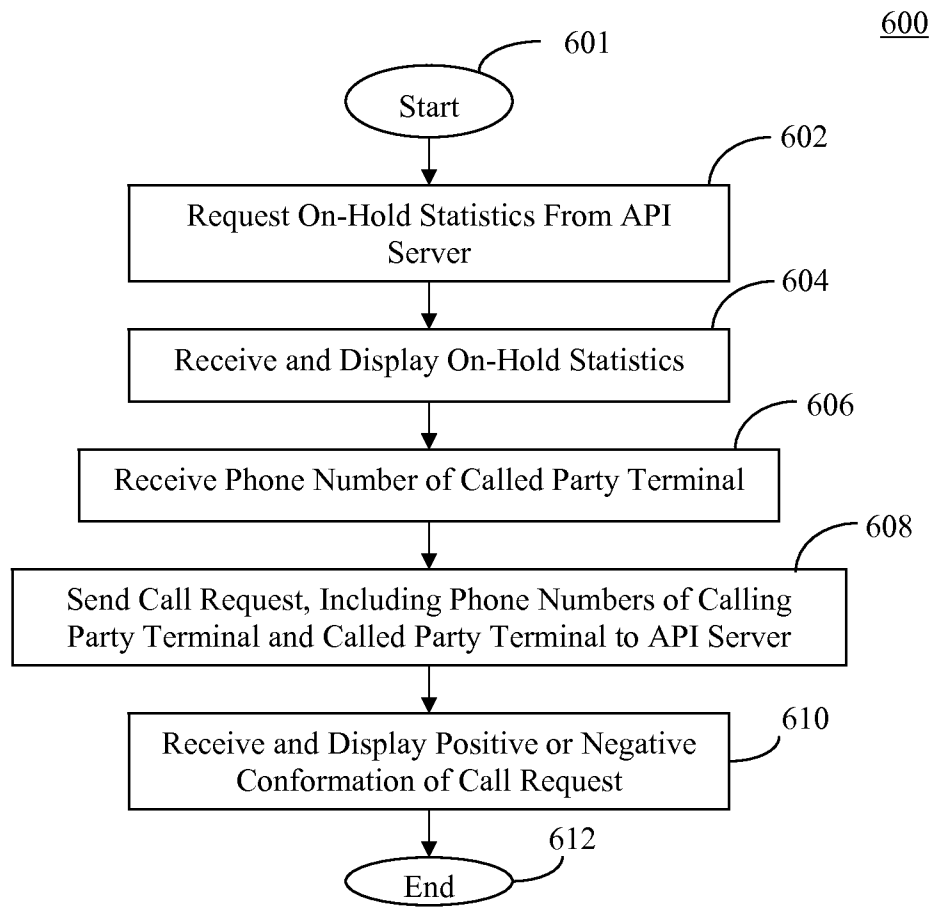 600
601
Start
602
Request On-Hold Statistics From API
Server
604
Receive and Display On-Hold Statistics
606
Receive Phone Number of Called Party Terminal
608
Send Call Request, Including Phone Numbers of Calling
Party Terminal and Called Party Terminal to API Server
610
Receive and Display Positive or Negative
Conformation of Call Request
612
End